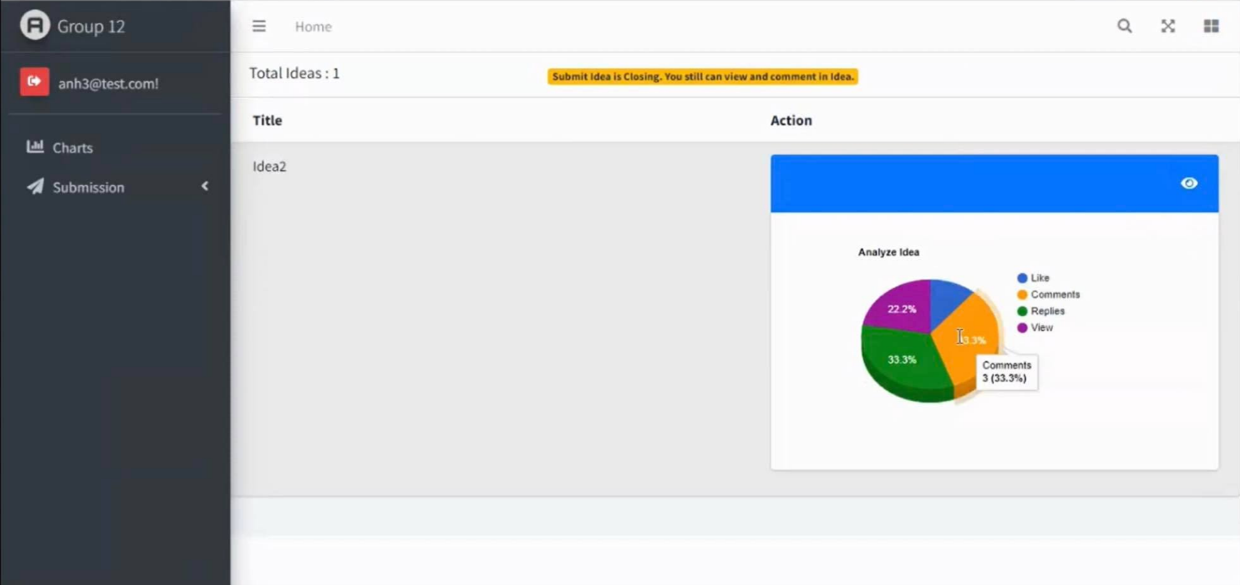 Group 12
Home
anh3@test.com!
Total Ideas : 1
Submit Idea is Closing. You still can view and comment in Idea.
Title
Action
Charts
Submission
Idea2
Analyze Idea
Like
Comments
Replies
View
22.2%
33.3%
Comments
3 (33.3%)